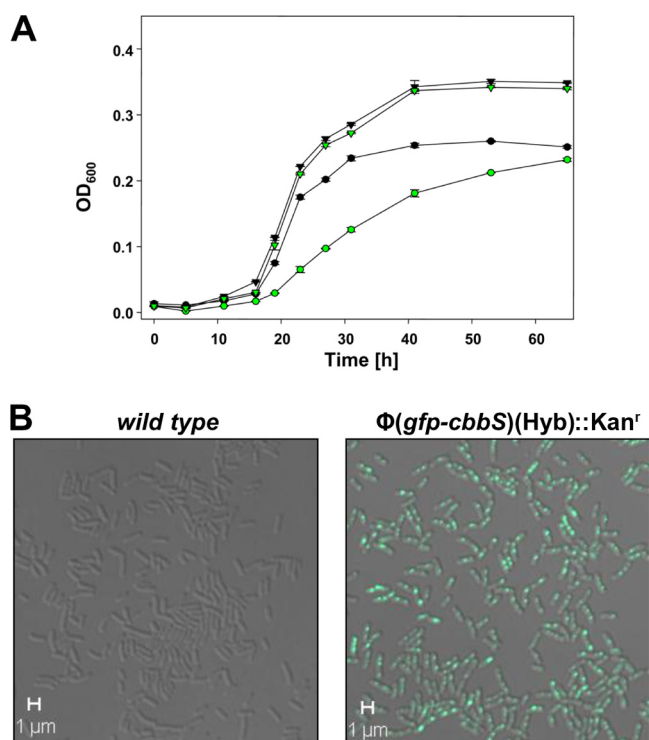 A
0.4
0.3
0.2
0.1
0.0
OD600
0 10 20 30 40 50 60
Time [h]
B
wild type Φ(gfp-cbbS)(Hyb)::Kanʳ
1 μm 1 μm